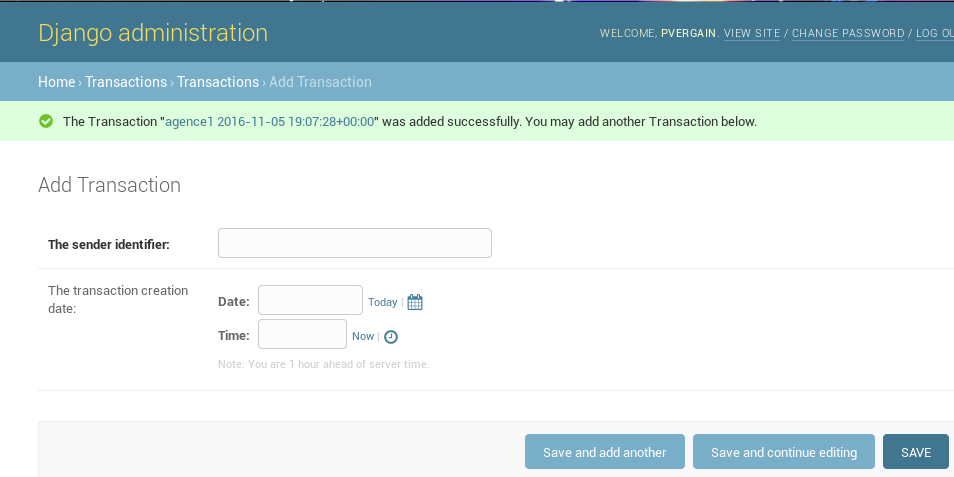 Django administration
WELCOME, PVERGAIN. VIEW SITE / CHANGE PASSWORD / LOG OU
Home › Transactions › Transactions › Add Transaction
The Transaction "agence1 2016-11-05 19:07:28+00:00" was added successfully. You may add another Transaction below.
Add Transaction
The sender identifier:
The transaction creation
date:
Date: Today |
Time: Now |
Note: You are 1 hour ahead of server time.
Save and add another Save and continue editing SAVE